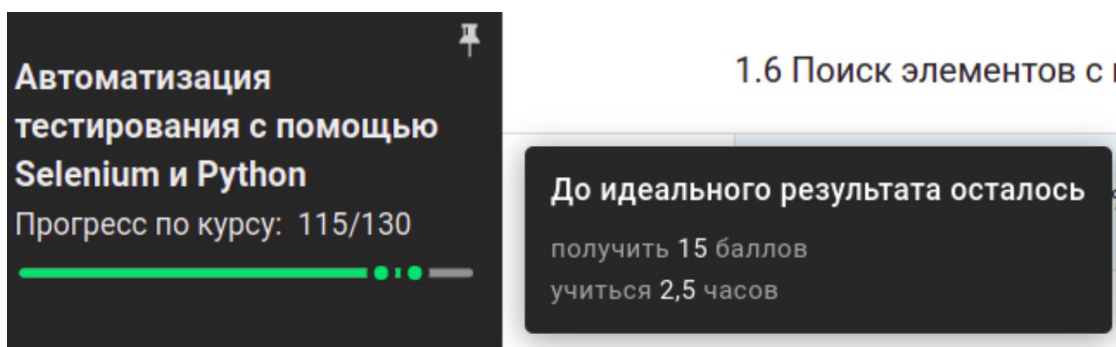 Автоматизация
тестирования с помощью
Selenium и Python
Прогресс по курсу: 115/130
1.6 Поиск элементов с
До идеального результата осталось
получить 15 баллов
учиться 2,5 часов